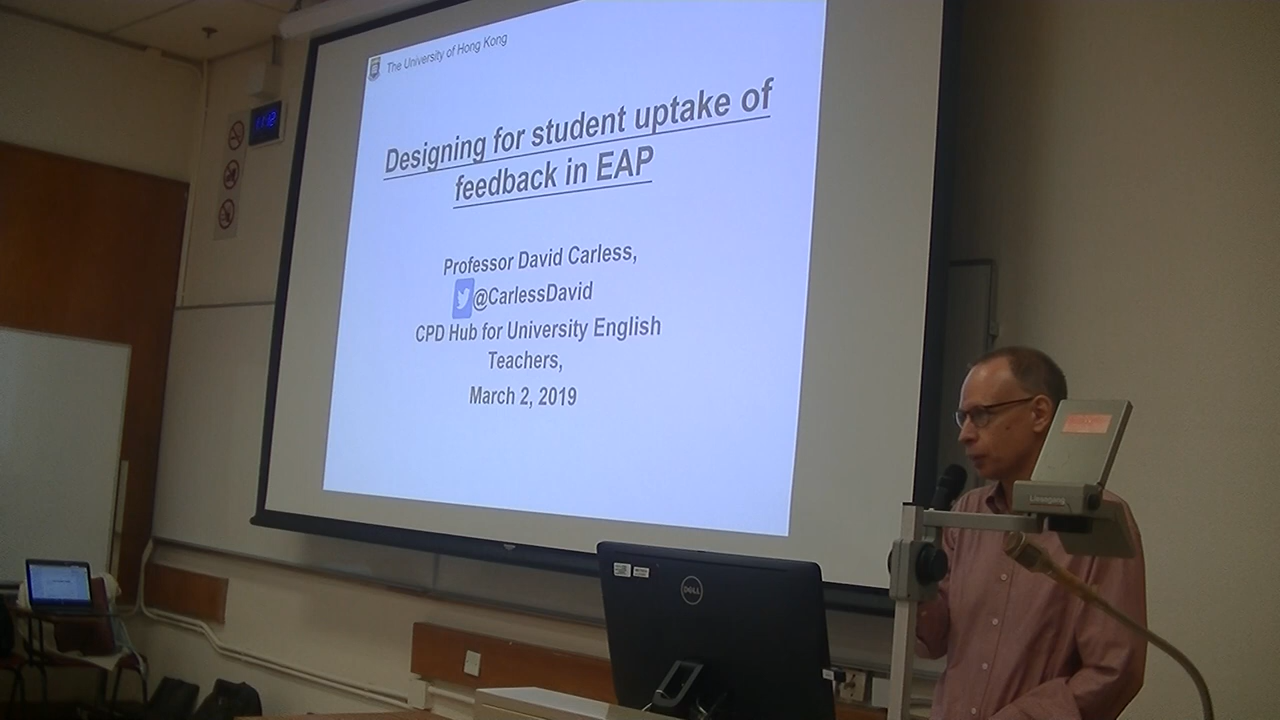 The University of Hong Kong
Designing for student uptake of
feedback in EAP
Professor David Carless,
@CarlessDavid
CPD Hub for University English
Teachers,
March 2, 2019
DELL
Liesegang